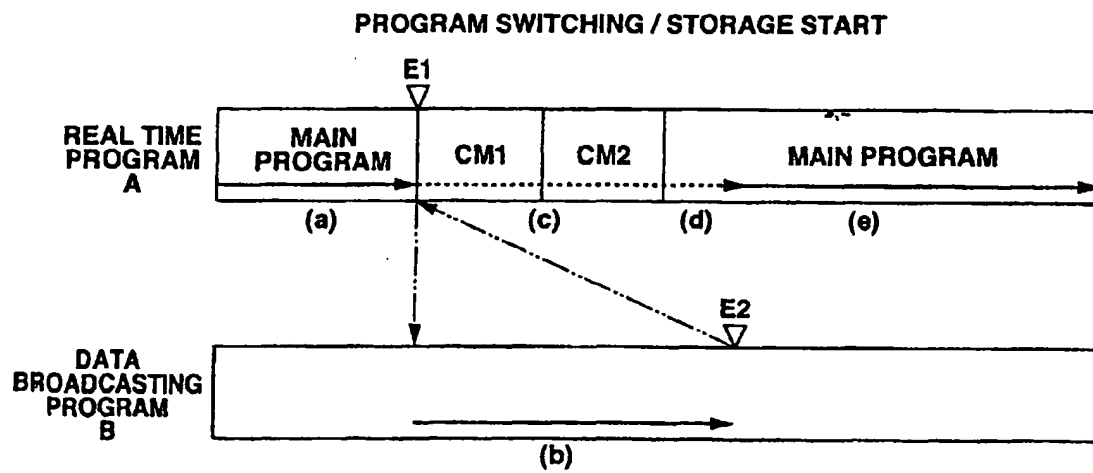 PROGRAM SWITCHING / STORAGE START
E1
REAL TIME
PROGRAM
A
MAIN
PROGRAM
CM1
CM2
MAIN PROGRAM
(a)
(c)
(d)
(e)
E2
DATA
BROADCASTING
PROGRAM
B
(b)